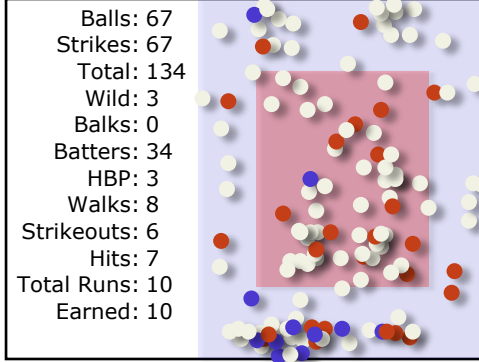 Balls: 67
Strikes: 67
Total: 134
Wild: 3
Balks: 0
Batters: 34
HBP: 3
Walks: 8
Strikeouts: 6
Hits: 7
Total Runs: 10
Earned: 10